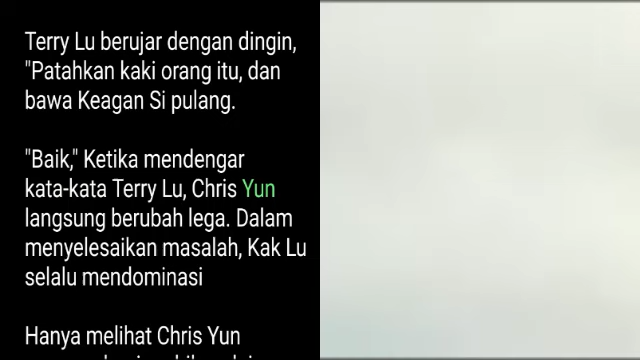 Terry Lu berujar dengan dingin,
"Patahkan kaki orang itu, dan
bawa Keagan Si pulang.
"Baik," Ketika mendengar
kata-kata Terry Lu, Chris Yun
langsung berubah lega. Dalam
menyelesaikan masalah, Kak Lu
selalu mendominasi
Hanya melihat Chris Yun